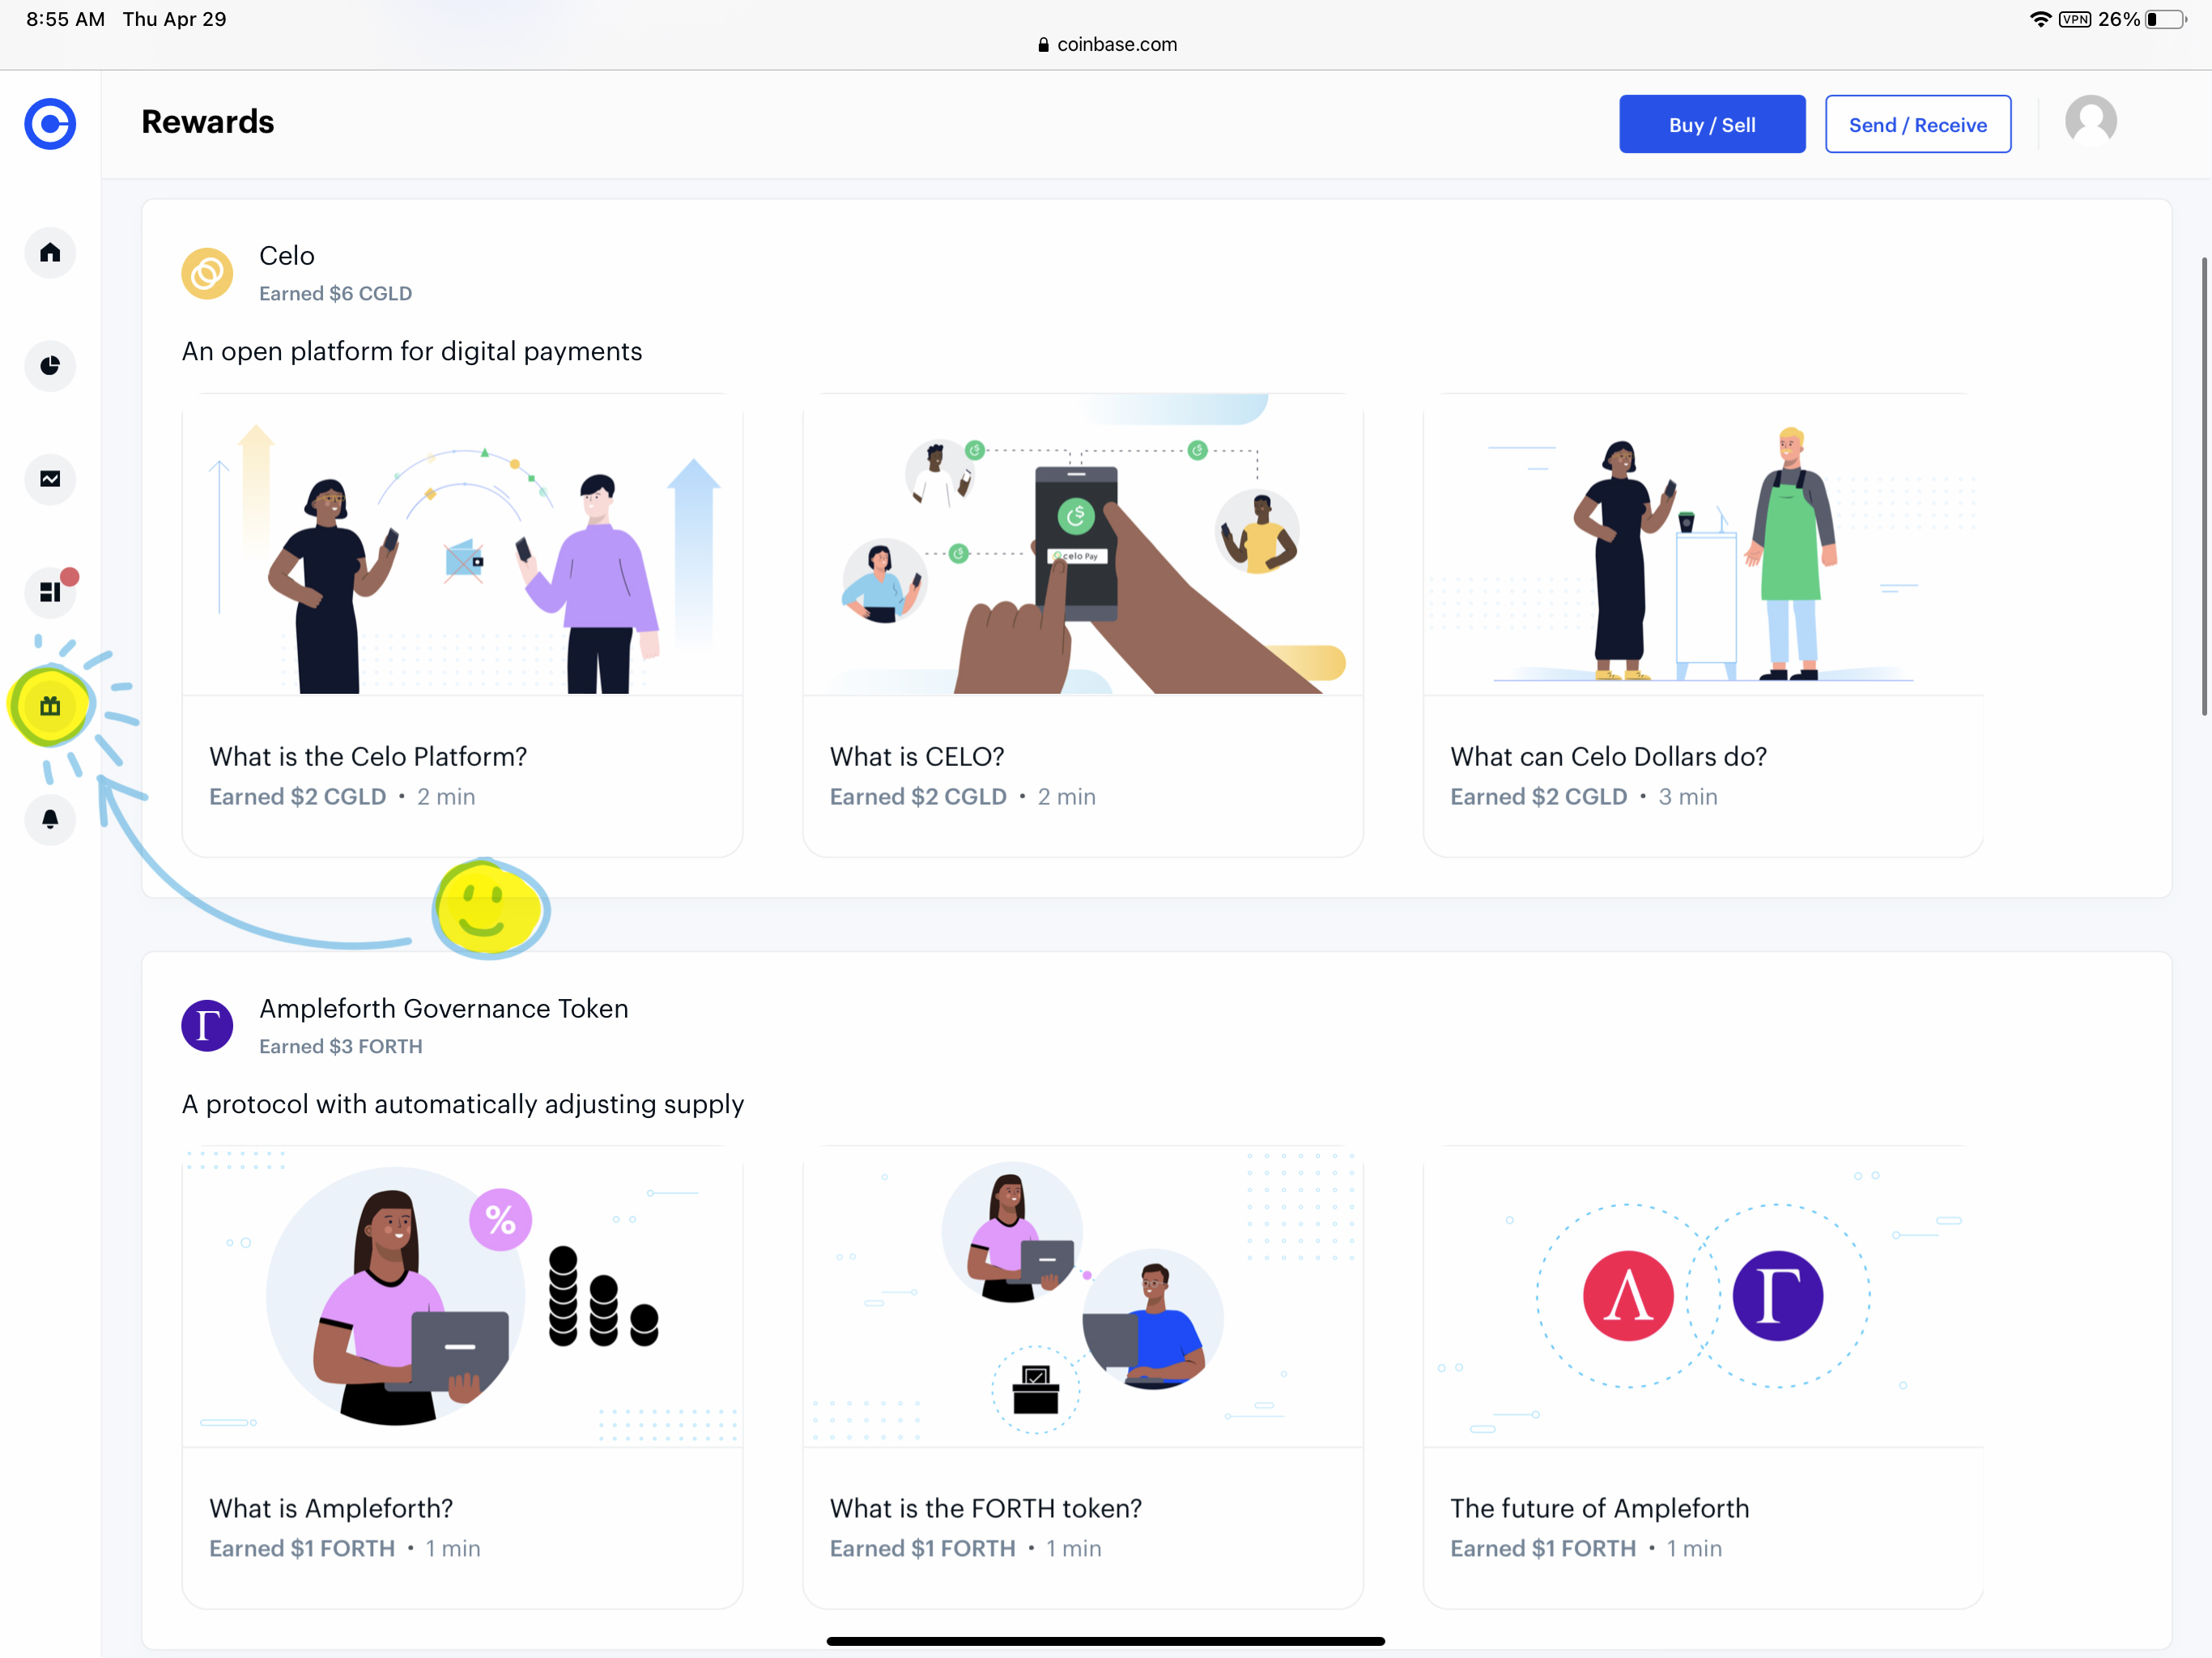 8:55 AM Thu Apr 29
VPN 26%
coinbase.com
Rewards
Buy / Sell
Send / Receive
Celo
Earned $6 CGLD
An open platform for digital payments
celo Pay
What is the Celo Platform?
Earned $2 CGLD • 2 min
What is CELO?
Earned $2 CGLD • 2 min
What can Celo Dollars do?
Earned $2 CGLD • 3 min
Γ
Ampleforth Governance Token
Earned $3 FORTH
A protocol with automatically adjusting supply
%
Λ Γ
What is Ampleforth?
Earned $1 FORTH • 1 min
What is the FORTH token?
Earned $1 FORTH • 1 min
The future of Ampleforth
Earned $1 FORTH • 1 min